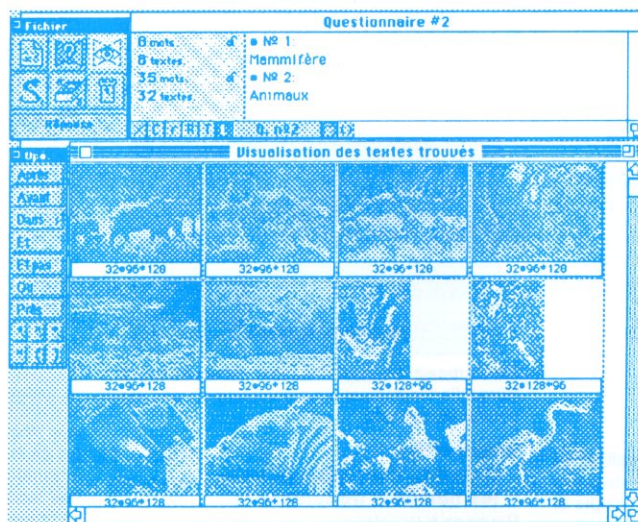 Fichier
Questionnaire #2
8 mots.
● Nº 1:
8 textes.
Mammifère
35 mots.
● Nº 2:
32 textes.
Animaux
Réponse
C r R T
Q. nº2
Opé.
Visualisation des textes trouvés
Après
Avant
Dans
Et
Et pas
Ou
Près
32●96*128
32●96*128
32●96*128
32●96*128
32●96*128
32●96*128
32●128*96
32●128*96
32●96*128
32●96*128
32●96*128
32●96*128